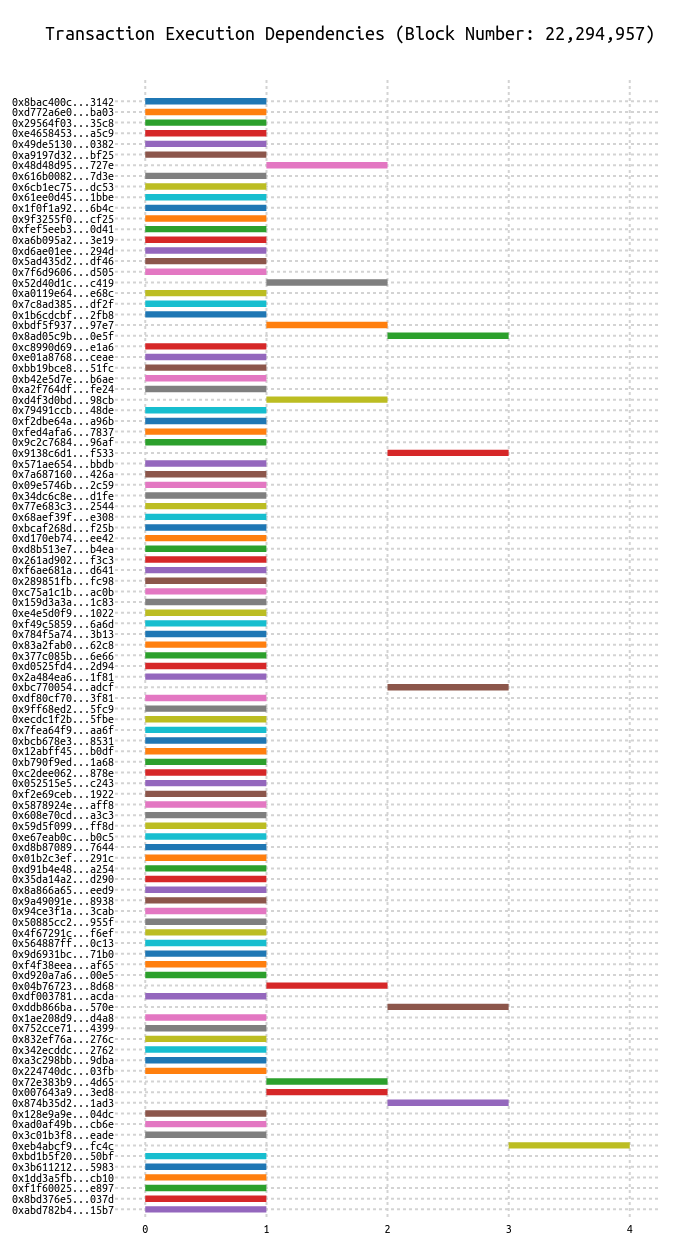 Transaction Execution Dependencies (Block Number: 22,294,957)
0x8bac400c...3142
0xd772a6e0...ba03
0x29564f03...35c8
0xe4658453...a5c9
0x49de5130...0382
0xa9197d32...bf25
0x48d48d95...727e
0x616b0082...7d3e
0x6cb1ec75...dc53
0x61ee0d45...1bbe
0x1f0f1a92...6b4c
0x9f3255f0...cf25
0xfef5eeb3...0d41
0xa6b095a2...3e19
0xd6ae01ee...294d
0x5ad435d2...df46
0x7f6d9606...d505
0x52d40d1c...c419
0xa0119e64...e68c
0x7c8ad385...df2f
0x1b6cdcbf...2fb8
0xbdf5f937...97e7
0x8ad05c9b...0e5f
0xc8990d69...e1a6
0xe01a8768...ceae
0xbb19bce8...51fc
0xb42e5d7e...b6ae
0xa2f764df...fe24
0xd4f3d0bd...98cb
0x79491ccb...48de
0xf2dbe64a...a96b
0xfed4afa6...7837
0x9c2c7684...96af
0x9138c6d1...f533
0x571ae654...bbdb
0x7a687160...426a
0x09e5746b...2c59
0x34dc6c8e...d1fe
0x77e683c3...2544
0x68aef39f...e308
0xbcaf268d...f25b
0xd170eb74...ee42
0xd8b513e7...b4ea
0x261ad902...f3c3
0xf6ae681a...d641
0x289851fb...fc98
0xc75a1c1b...ac0b
0x159d3a3a...1c83
0xe4e5d0f9...1022
0xf49c5859...6a6d
0x784f5a74...3b13
0x83a2fab0...62c8
0x377c085b...6e66
0xd0525fd4...2d94
0x2a484ea6...1f81
0xbc770054...adcf
0xdf80cf70...3f81
0x9ff68ed2...5fc9
0xecdc1f2b...5fbe
0x7fea64f9...aa6f
0xbcb678e3...8531
0x12abff45...b0df
0xb790f9ed...1a68
0xc2dee062...878e
0x052515e5...c243
0xf2e69ceb...1922
0x5878924e...aff8
0x608e70cd...a3c3
0x59d5f099...ff8d
0xe67eab0c...b0c5
0xd8b87089...7644
0x01b2c3ef...291c
0xd91b4e48...a254
0x35da14a2...d290
0x8a866a65...eed9
0x9a49091e...8938
0x94ce3f1a...3cab
0x50885cc2...955f
0x4f67291c...f6ef
0x564887ff...0c13
0x9d6931bc...71b0
0xf4f38eea...af65
0xd920a7a6...00e5
0x04b76723...8d68
0xdf003781...acda
0xddb866ba...570e
0x1ae208d9...d4a8
0x752cce71...4399
0x832ef76a...276c
0x342ecddc...2762
0xa3c298bb...9dba
0x224740dc...03fb
0x72e383b9...4d65
0x007643a9...3ed8
0x874b35d2...1ad3
0x128e9a9e...04dc
0xad0af49b...cb6e
0x3c01b3f8...eade
0xeb4abcf9...fc4c
0xbd1b5f20...50bf
0x3b611212...5983
0x1dd3a5fb...cb10
0xf1f60025...e897
0x8bd376e5...037d
0xabd782b4...15b7
0 1 2 3 4